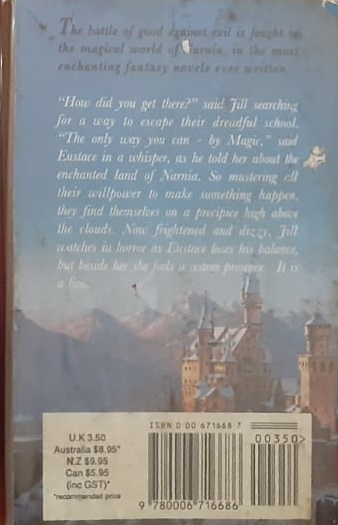 The battle of good against evil is fought in
the magical world of Narnia, in the most
enchanting fantasy novels ever written.
“How did you get there?” said Jill searching
for a way to escape their dreadful school.
“The only way you can - by Magic,” said
Eustace in a whisper, as he told her about the
enchanted land of Narnia. So mustering all
their willpower to make something happen,
they find themselves on a precipice high above
the clouds. Now frightened and dizzy, Jill
watches in horror as Eustace loses his balance,
but beside her she feels a warm presence. It is
a lion.
ISBN 0 00 671668 7
00350>
U.K 3.50
Australia $8.95*
N.Z $9.95
Can $5.95
(inc GST)*
*recommended price
9 780006 716686